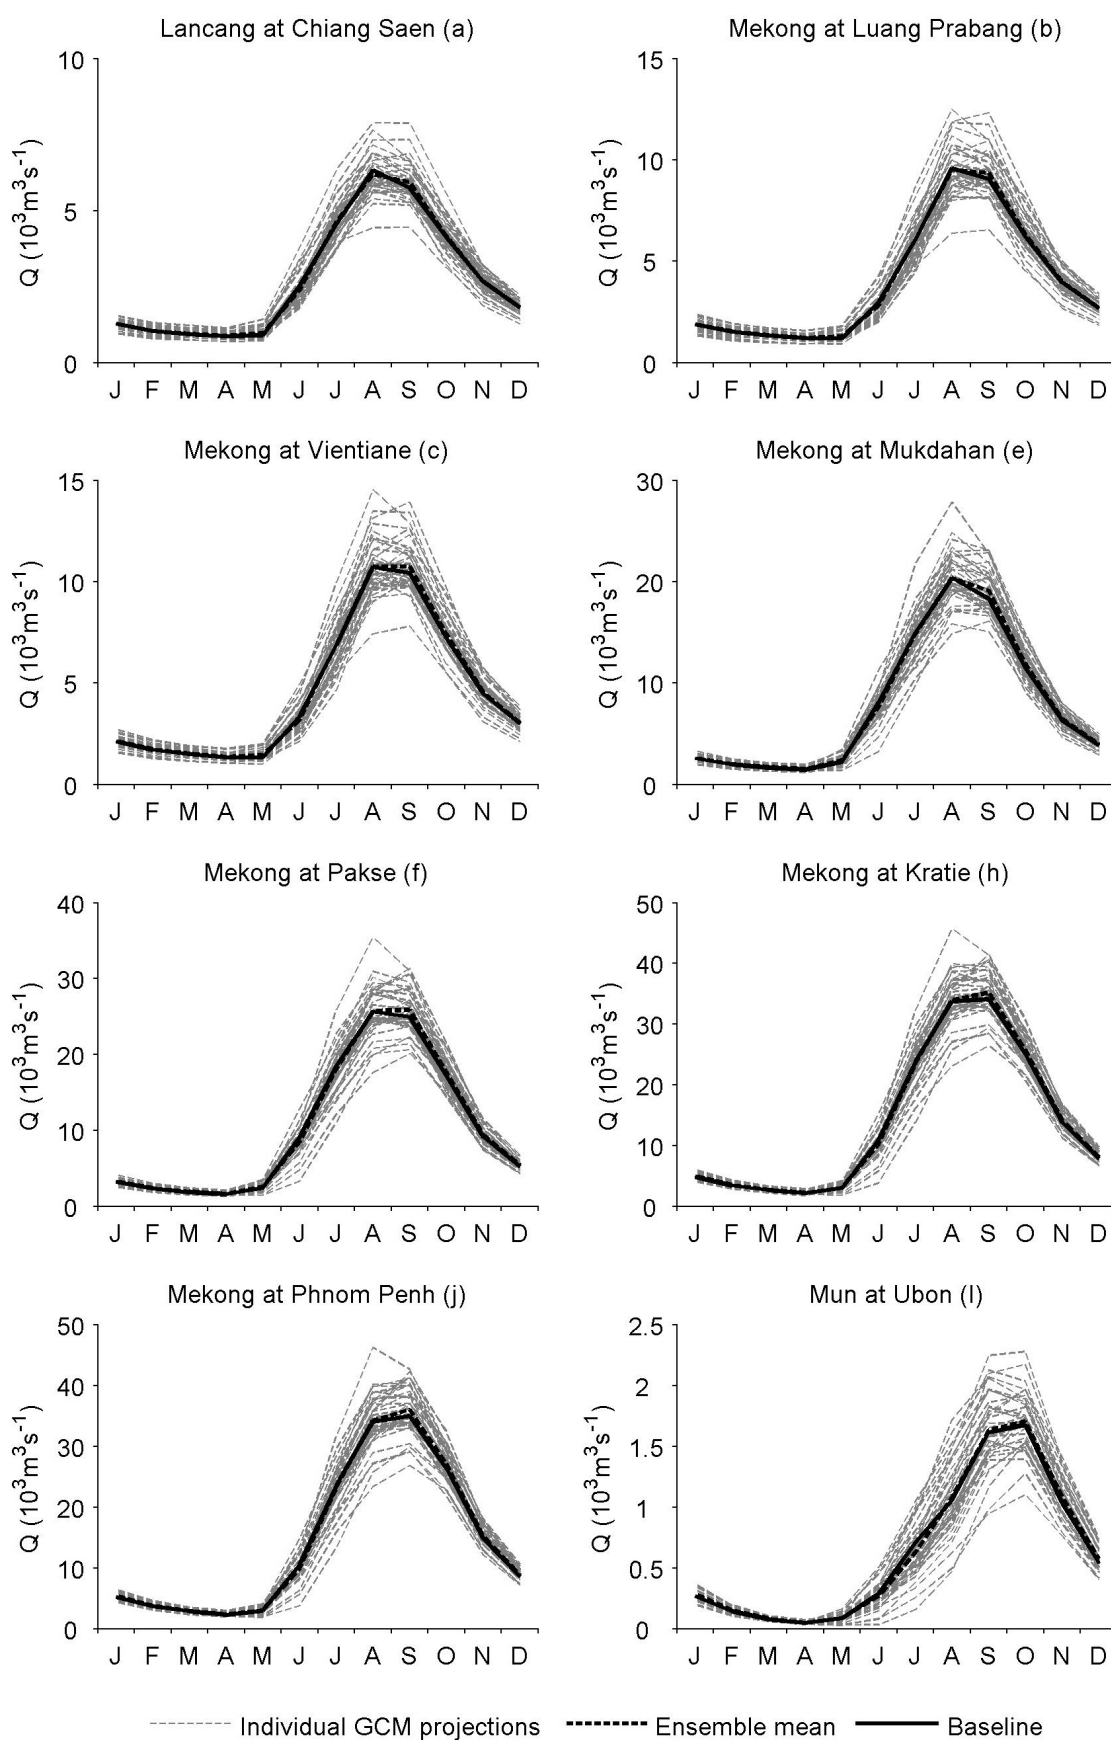 Lancang at Chiang Saen (a)
10
5
0
Q (10³m³s⁻¹)
J F M A M J J A S O N D
Mekong at Luang Prabang (b)
15
10
5
0
Q (10³m³s⁻¹)
J F M A M J J A S O N D
Mekong at Vientiane (c)
15
10
5
0
Q (10³m³s⁻¹)
J F M A M J J A S O N D
Mekong at Mukdahan (e)
30
20
10
0
Q (10³m³s⁻¹)
J F M A M J J A S O N D
Mekong at Pakse (f)
40
30
20
10
0
Q (10³m³s⁻¹)
J F M A M J J A S O N D
Mekong at Kratie (h)
50
40
30
20
10
0
Q (10³m³s⁻¹)
J F M A M J J A S O N D
Mekong at Phnom Penh (j)
50
40
30
20
10
0
Q (10³m³s⁻¹)
J F M A M J J A S O N D
Mun at Ubon (l)
2.5
2
1.5
1
0.5
0
Q (10³m³s⁻¹)
J F M A M J J A S O N D
Individual GCM projections Ensemble mean Baseline